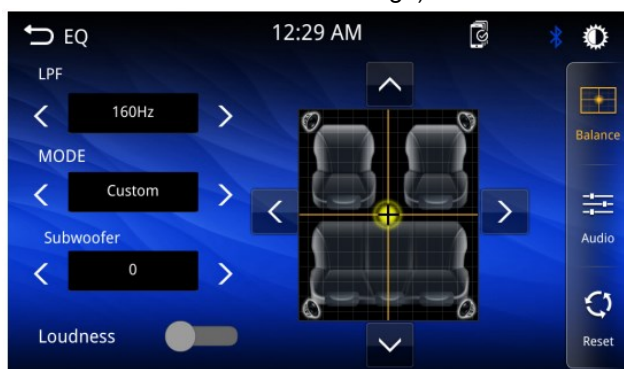 EQ
12:29 AM
LPF
160Hz
MODE
Custom
Subwoofer
0
Loudness
Balance
Audio
Reset